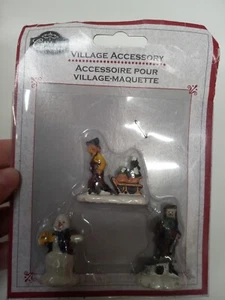 VILLAGE ACCESSORY
ACCESSOIRE POUR
VILLAGE-MAQUETTE